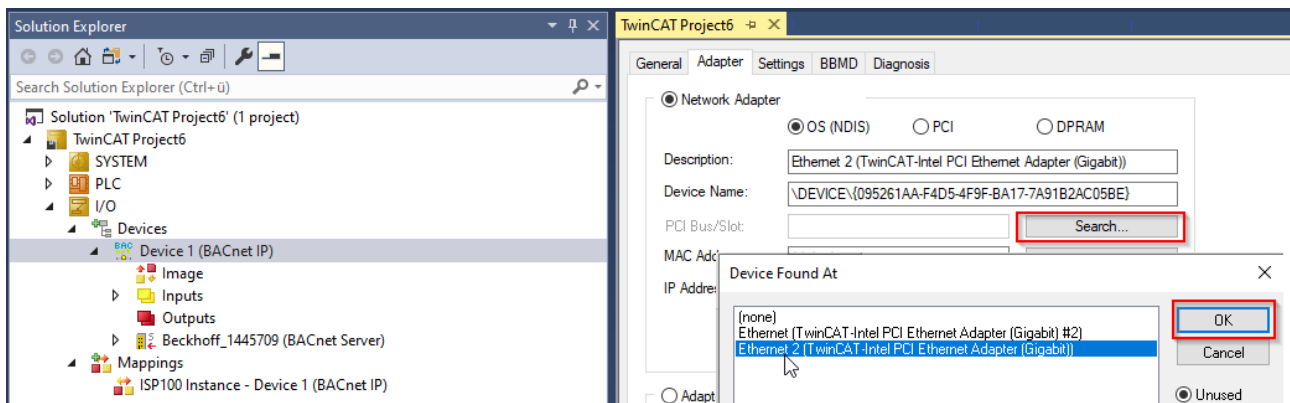 Solution Explorer
Search Solution Explorer (Ctrl+ü)
Solution 'TwinCAT Project6' (1 project)
TwinCAT Project6
SYSTEM
PLC
I/O
Devices
Device 1 (BACnet IP)
Image
Inputs
Outputs
Beckhoff_1445709 (BACnet Server)
Mappings
ISP100 Instance - Device 1 (BACnet IP)
TwinCAT Project6
General Adapter Settings BBMD Diagnosis
Network Adapter
OS (NDIS) PCI DPRAM
Description: Ethernet 2 (TwinCAT-Intel PCI Ethernet Adapter (Gigabit))
Device Name: \DEVICE\{095261AA-F4D5-4F9F-BA17-7A91B2AC05BE}
PCI Bus/Slot: Search...
MAC Add
IP Addre
Device Found At
(none)
Ethernet (TwinCAT-Intel PCI Ethernet Adapter (Gigabit) #2)
Ethernet 2 (TwinCAT-Intel PCI Ethernet Adapter (Gigabit))
OK
Cancel
Unused
Adapt